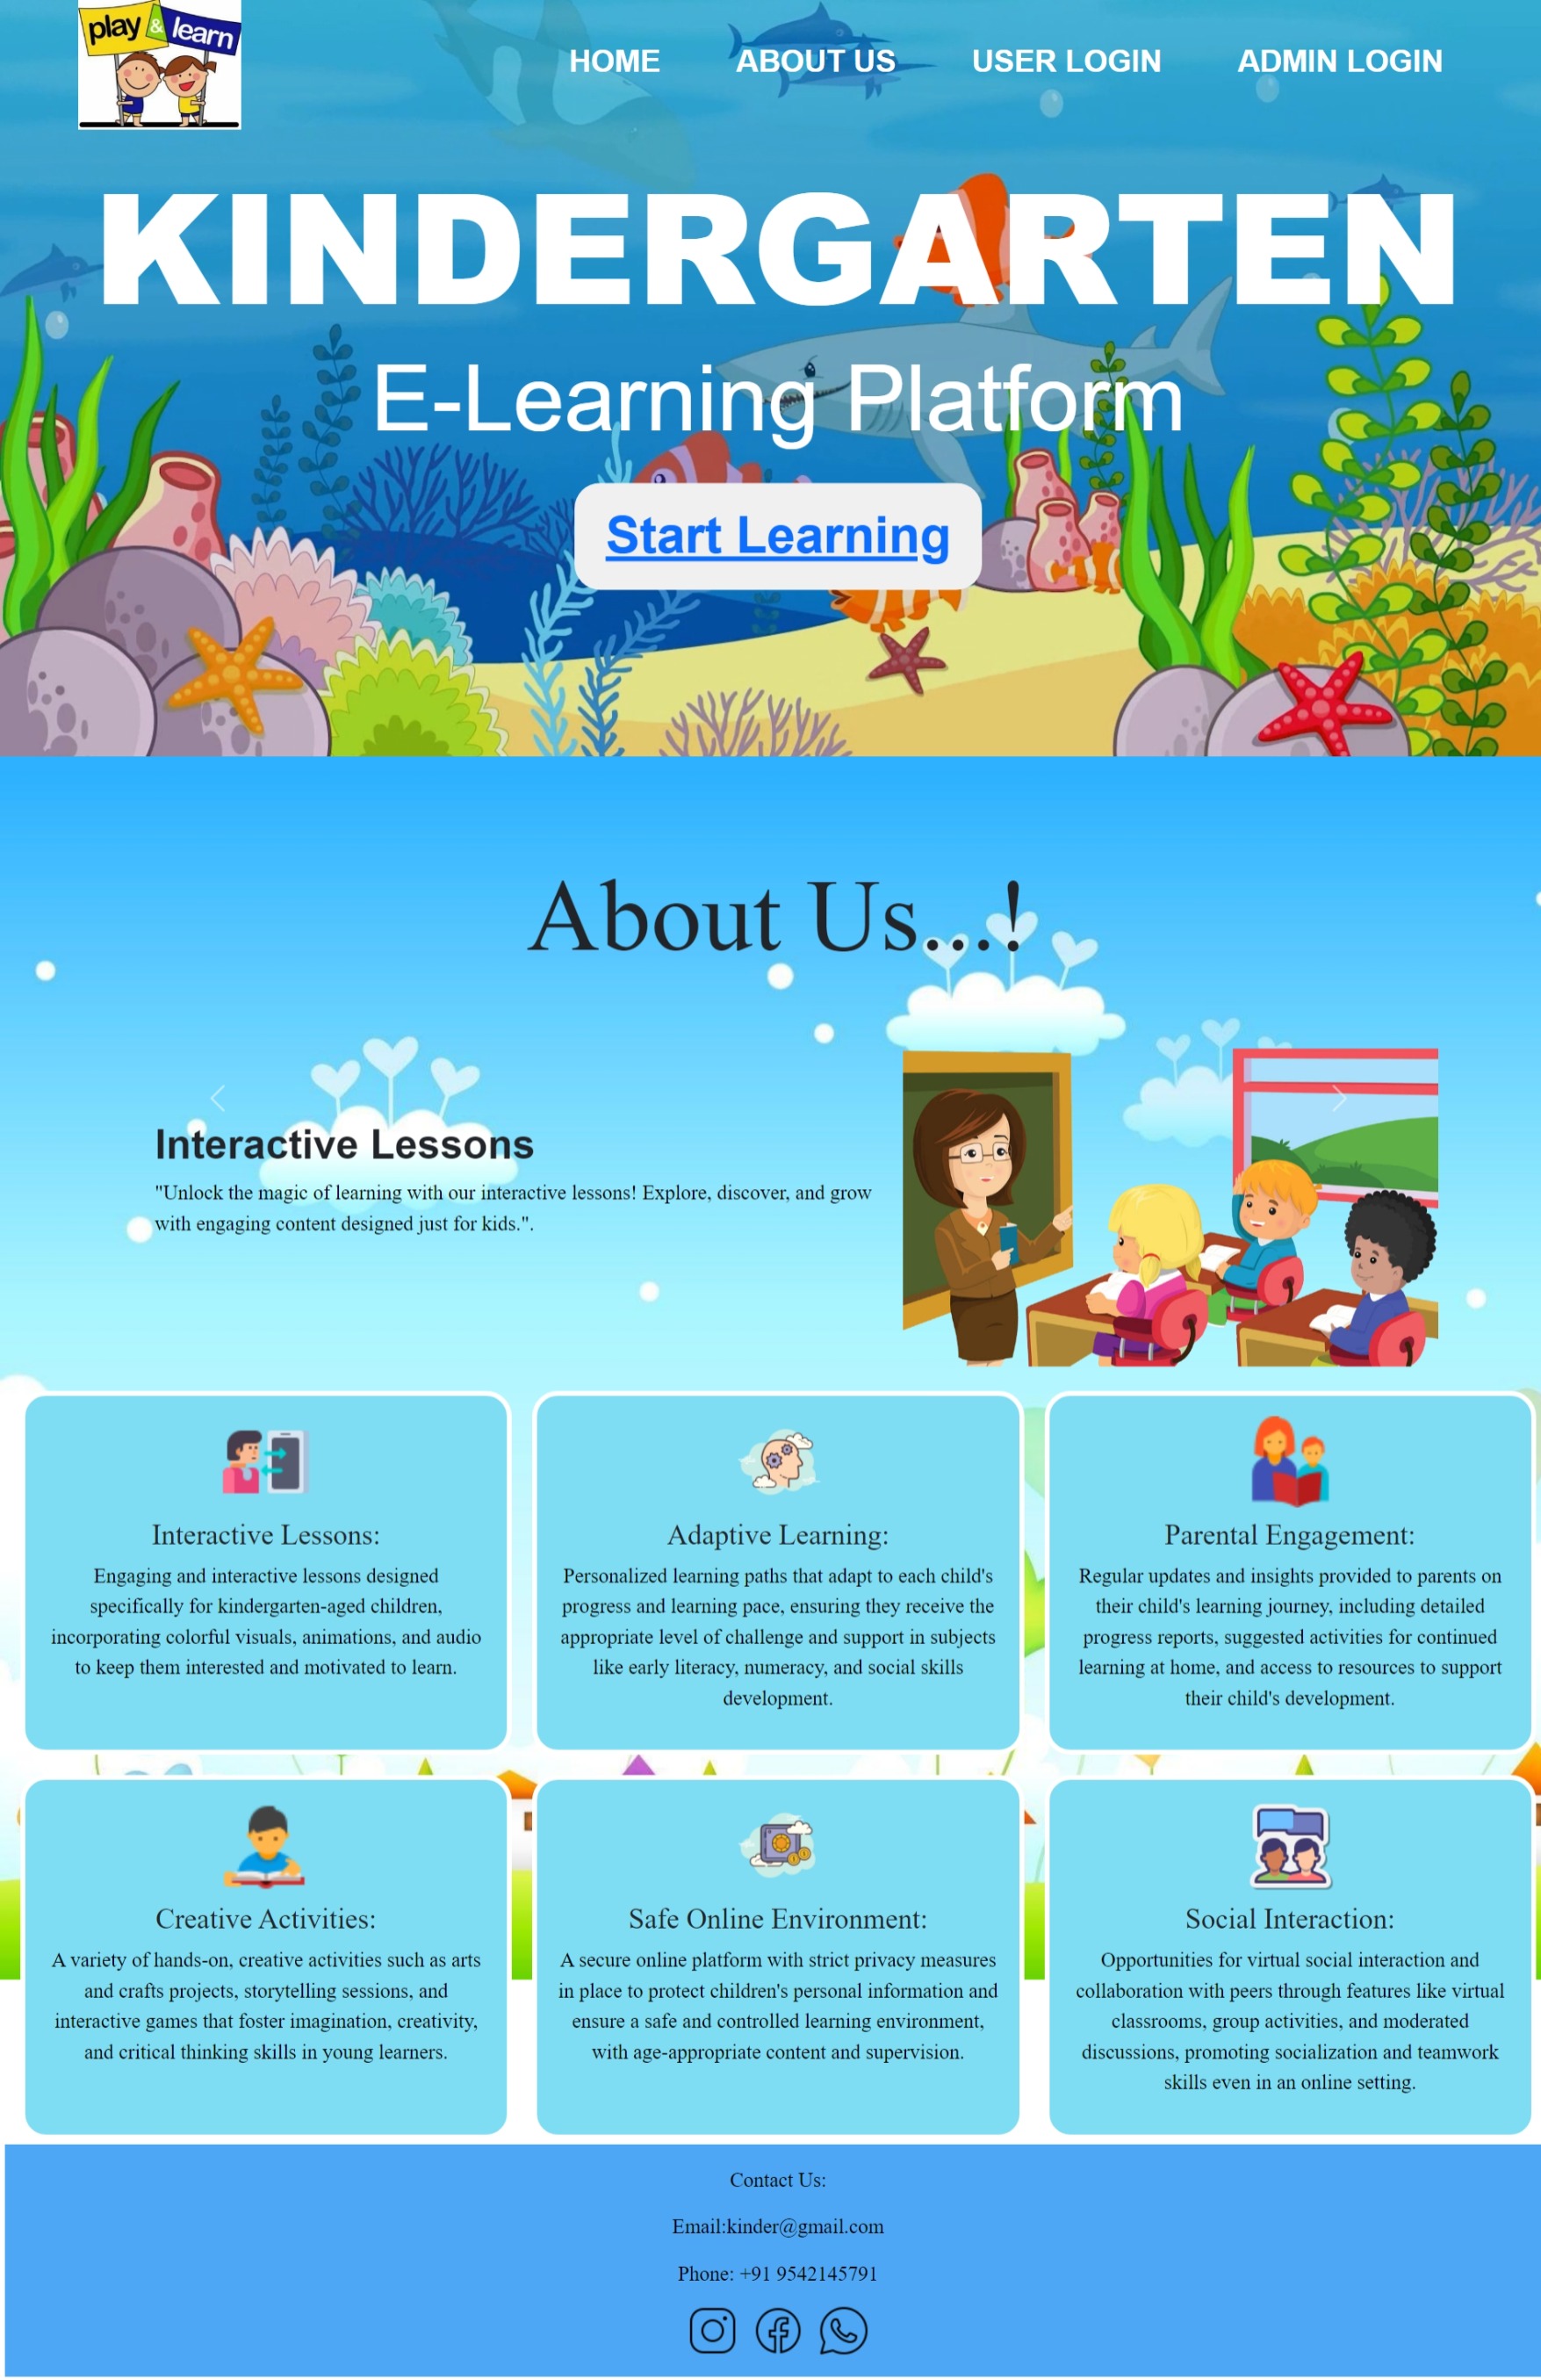 play & learn
HOME ABOUT US USER LOGIN ADMIN LOGIN
KINDERGARTEN
E-Learning Platform
Start Learning
About Us...!
Interactive Lessons
"Unlock the magic of learning with our interactive lessons! Explore, discover, and grow
with engaging content designed just for kids.".
Interactive Lessons:
Engaging and interactive lessons designed
specifically for kindergarten-aged children,
incorporating colorful visuals, animations, and audio
to keep them interested and motivated to learn.
Adaptive Learning:
Personalized learning paths that adapt to each child's
progress and learning pace, ensuring they receive the
appropriate level of challenge and support in subjects
like early literacy, numeracy, and social skills
development.
Parental Engagement:
Regular updates and insights provided to parents on
their child's learning journey, including detailed
progress reports, suggested activities for continued
learning at home, and access to resources to support
their child's development.
Creative Activities:
A variety of hands-on, creative activities such as arts
and crafts projects, storytelling sessions, and
interactive games that foster imagination, creativity,
and critical thinking skills in young learners.
Safe Online Environment:
A secure online platform with strict privacy measures
in place to protect children's personal information and
ensure a safe and controlled learning environment,
with age-appropriate content and supervision.
Social Interaction:
Opportunities for virtual social interaction and
collaboration with peers through features like virtual
classrooms, group activities, and moderated
discussions, promoting socialization and teamwork
skills even in an online setting.
Contact Us:
Email:kinder@gmail.com
Phone: +91 9542145791